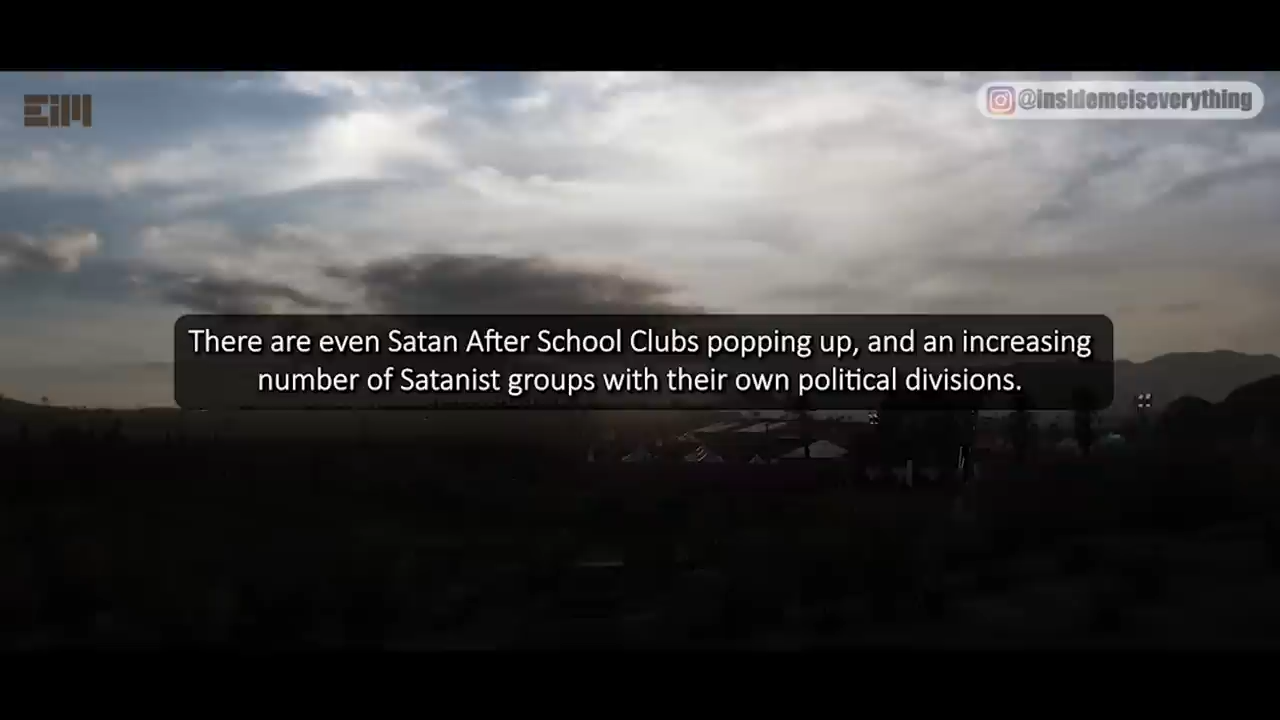 EiM
@insidemeiseverything
There are even Satan After School Clubs popping up, and an increasing
number of Satanist groups with their own political divisions.